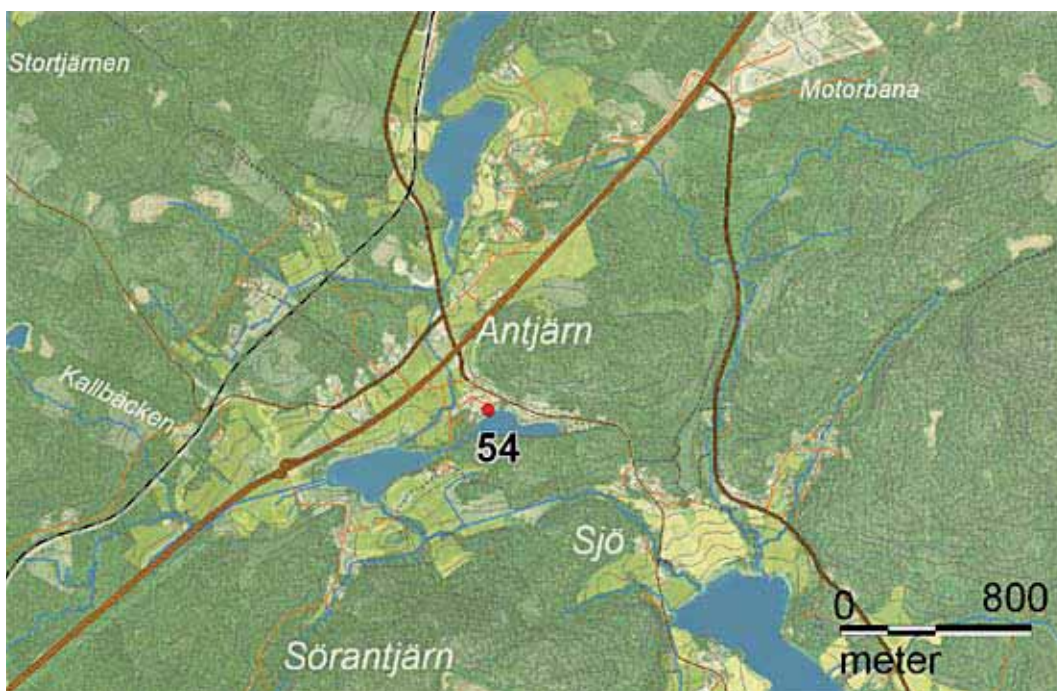 Stortjärnen
Motorbana
Antjärn
Kallbäcken
54
Sjö
0 800
meter
Sörantjärn